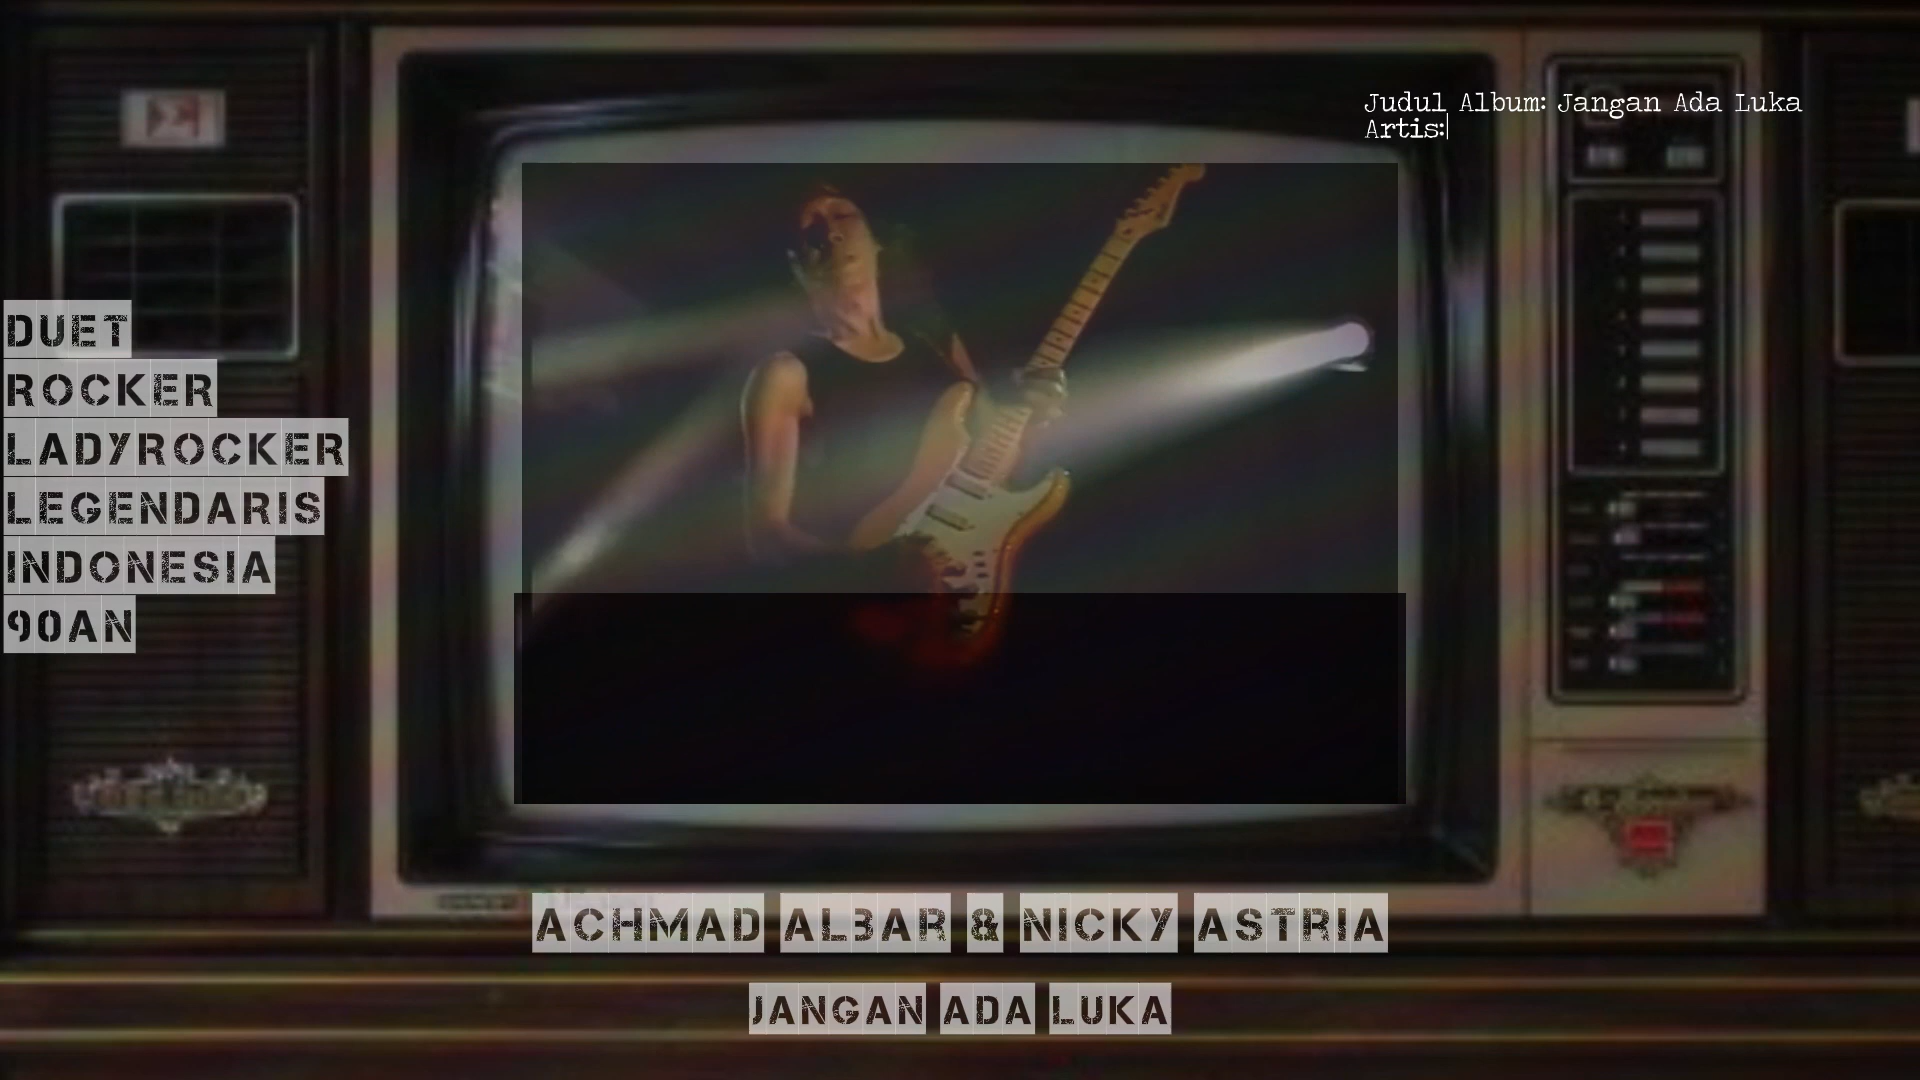 Judul Album: Jangan Ada Luka
Artis:
DUET
ROCKER
LADYROCKER
LEGENDARIS
INDONESIA
90AN
ACHMAD ALBAR & NICKY ASTRIA
JANGAN ADA LUKA